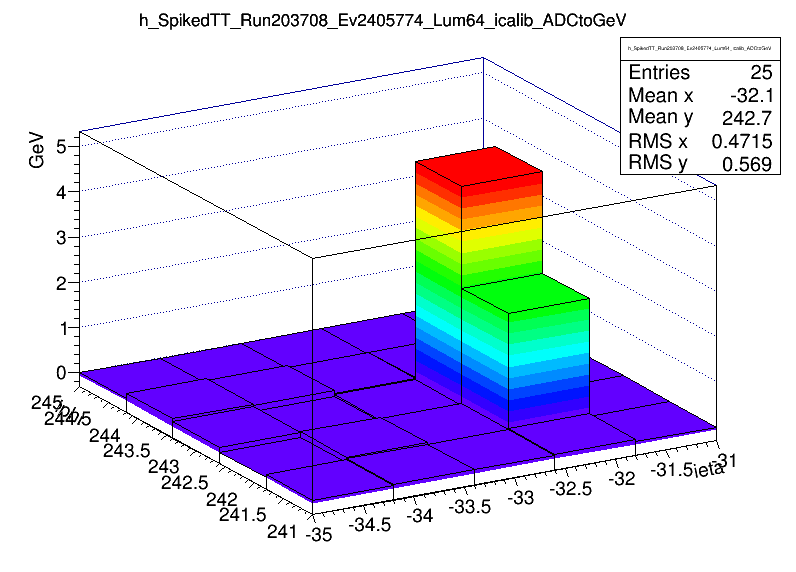 h_SpikedTT_Run203708_Ev2405774_Lum64_icalib_ADCtoGeV
h_SpikedTT_Run203708_Ev2405774_Lum64_icalib_ADCtoGeV
Entries 25
Mean x -32.1
Mean y 242.7
RMS x 0.4715
RMS y 0.569
GeV
5
4
3
2
1
0
245
244.5
244
243.5
243
242.5
242
241.5
241
-35
-34.5
-34
-33.5
-33
-32.5
-32
-31.5
ieta
-31